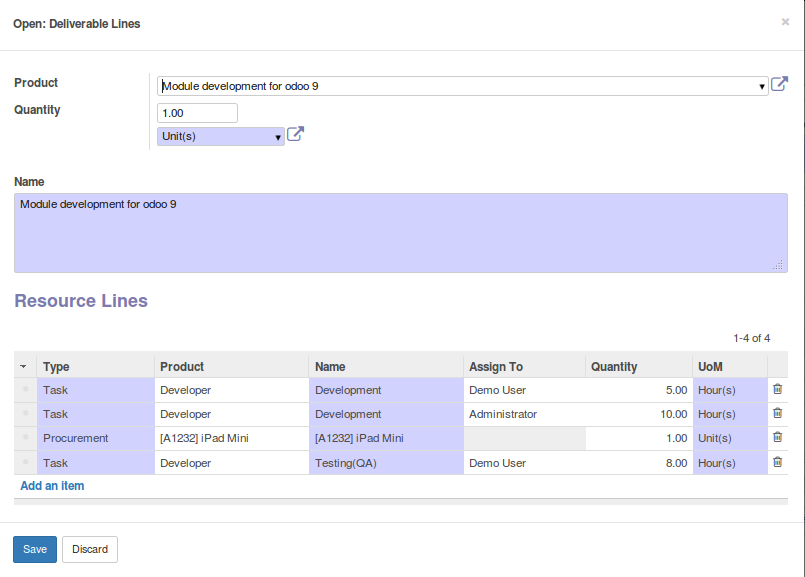 Open: Deliverable Lines ×
Product Module development for odoo 9
Quantity 1.00
Unit(s)
Name
Module development for odoo 9
Resource Lines
1-4 of 4
Type Product Name Assign To Quantity UoM
Task Developer Development Demo User 5.00 Hour(s)
Task Developer Development Administrator 10.00 Hour(s)
Procurement [A1232] iPad Mini [A1232] iPad Mini 1.00 Unit(s)
Task Developer Testing(QA) Demo User 8.00 Hour(s)
Add an item
Save Discard